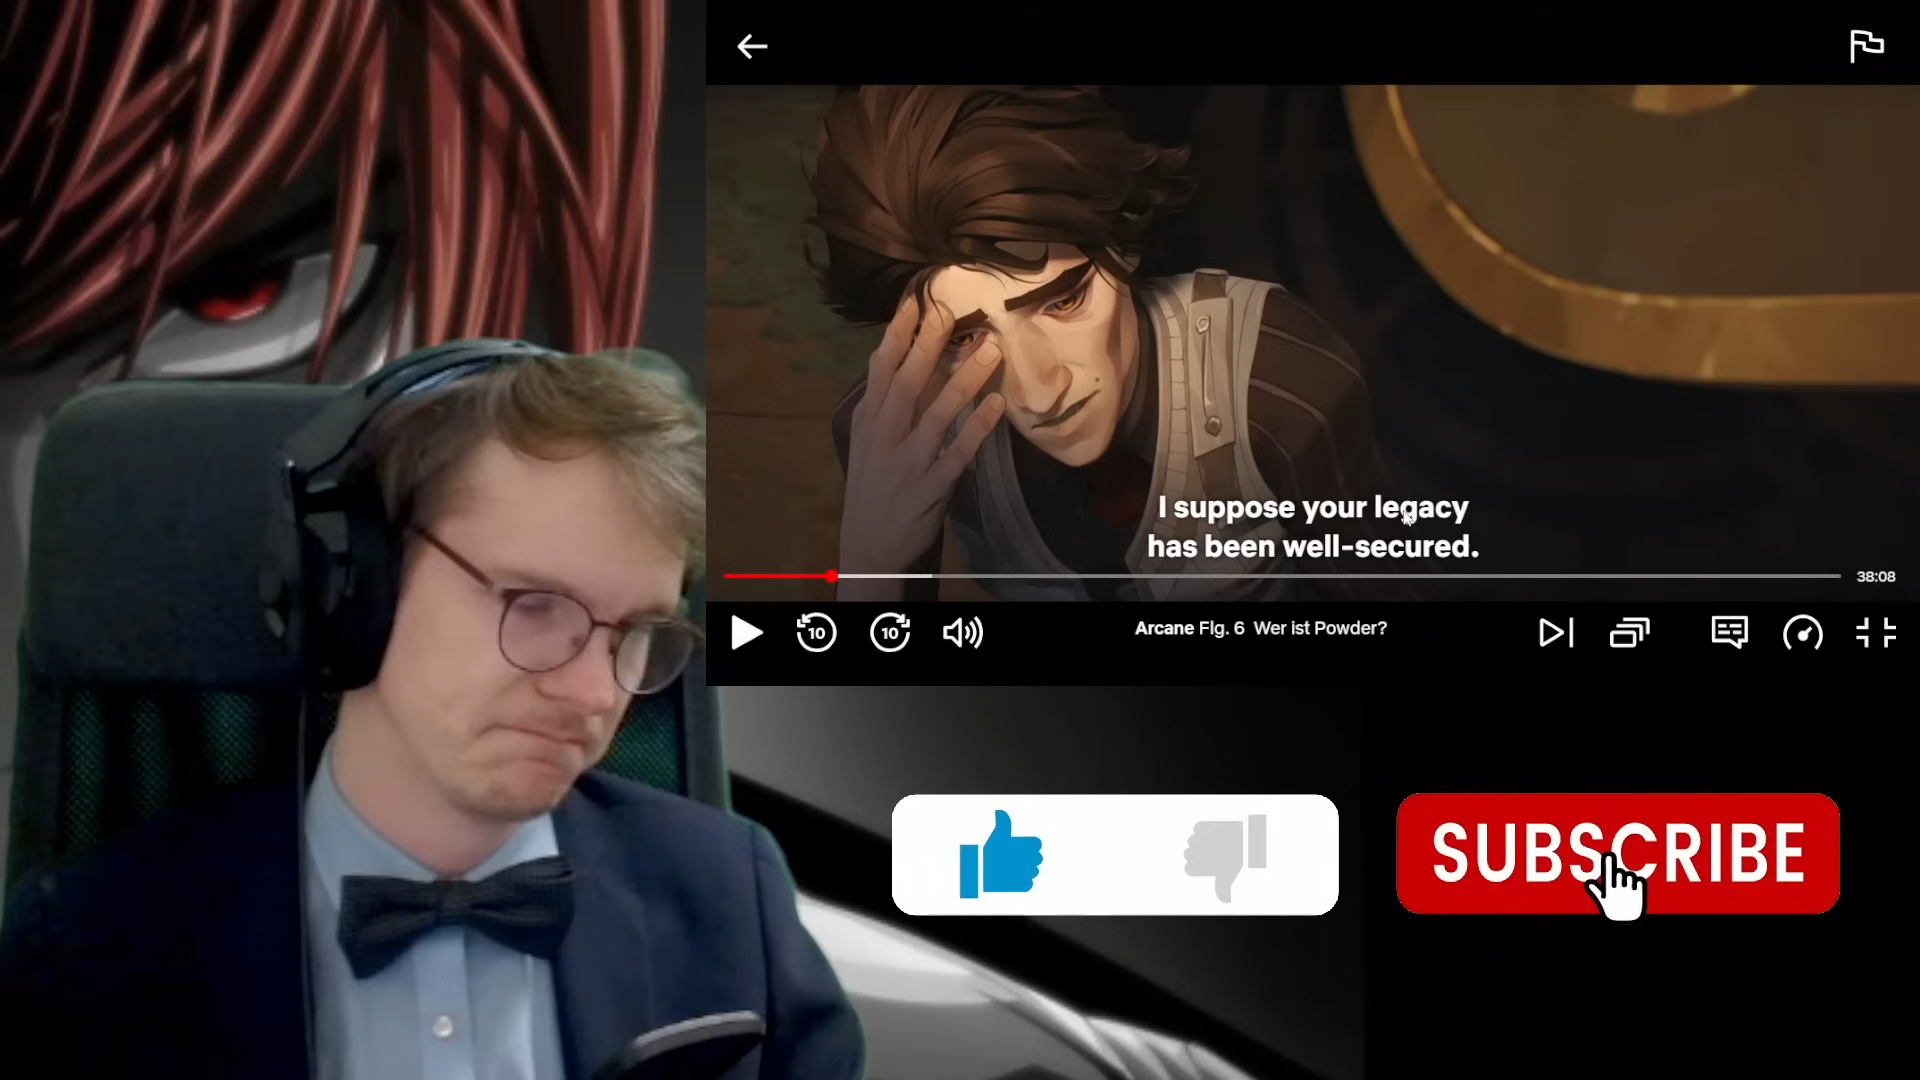 I suppose your legacy
has been well-secured.
38:08
10
10
Arcane Flg. 6 Wer ist Powder?
SUBSCRIBE